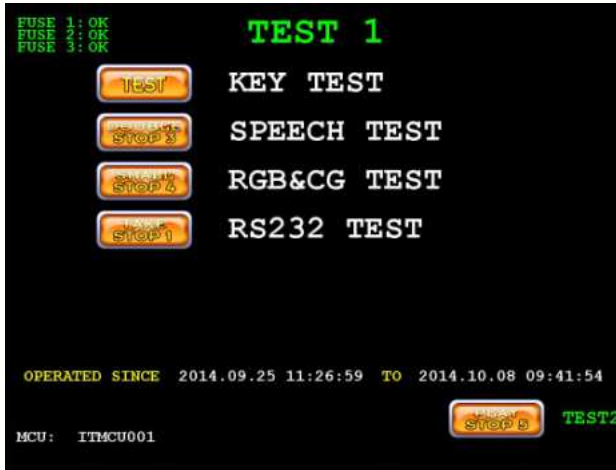 FUSE 1:OK
FUSE 2:OK
FUSE 3:OK
TEST 1
TEST KEY TEST
DOUBLE STOP 3 SPEECH TEST
STOP 4 RGB&CG TEST
TAKE STOP 1 RS232 TEST
OPERATED SINCE 2014.09.25 11:26:59 TO 2014.10.08 09:41:54
STOP 5 TEST2
MCU: ITMCU001